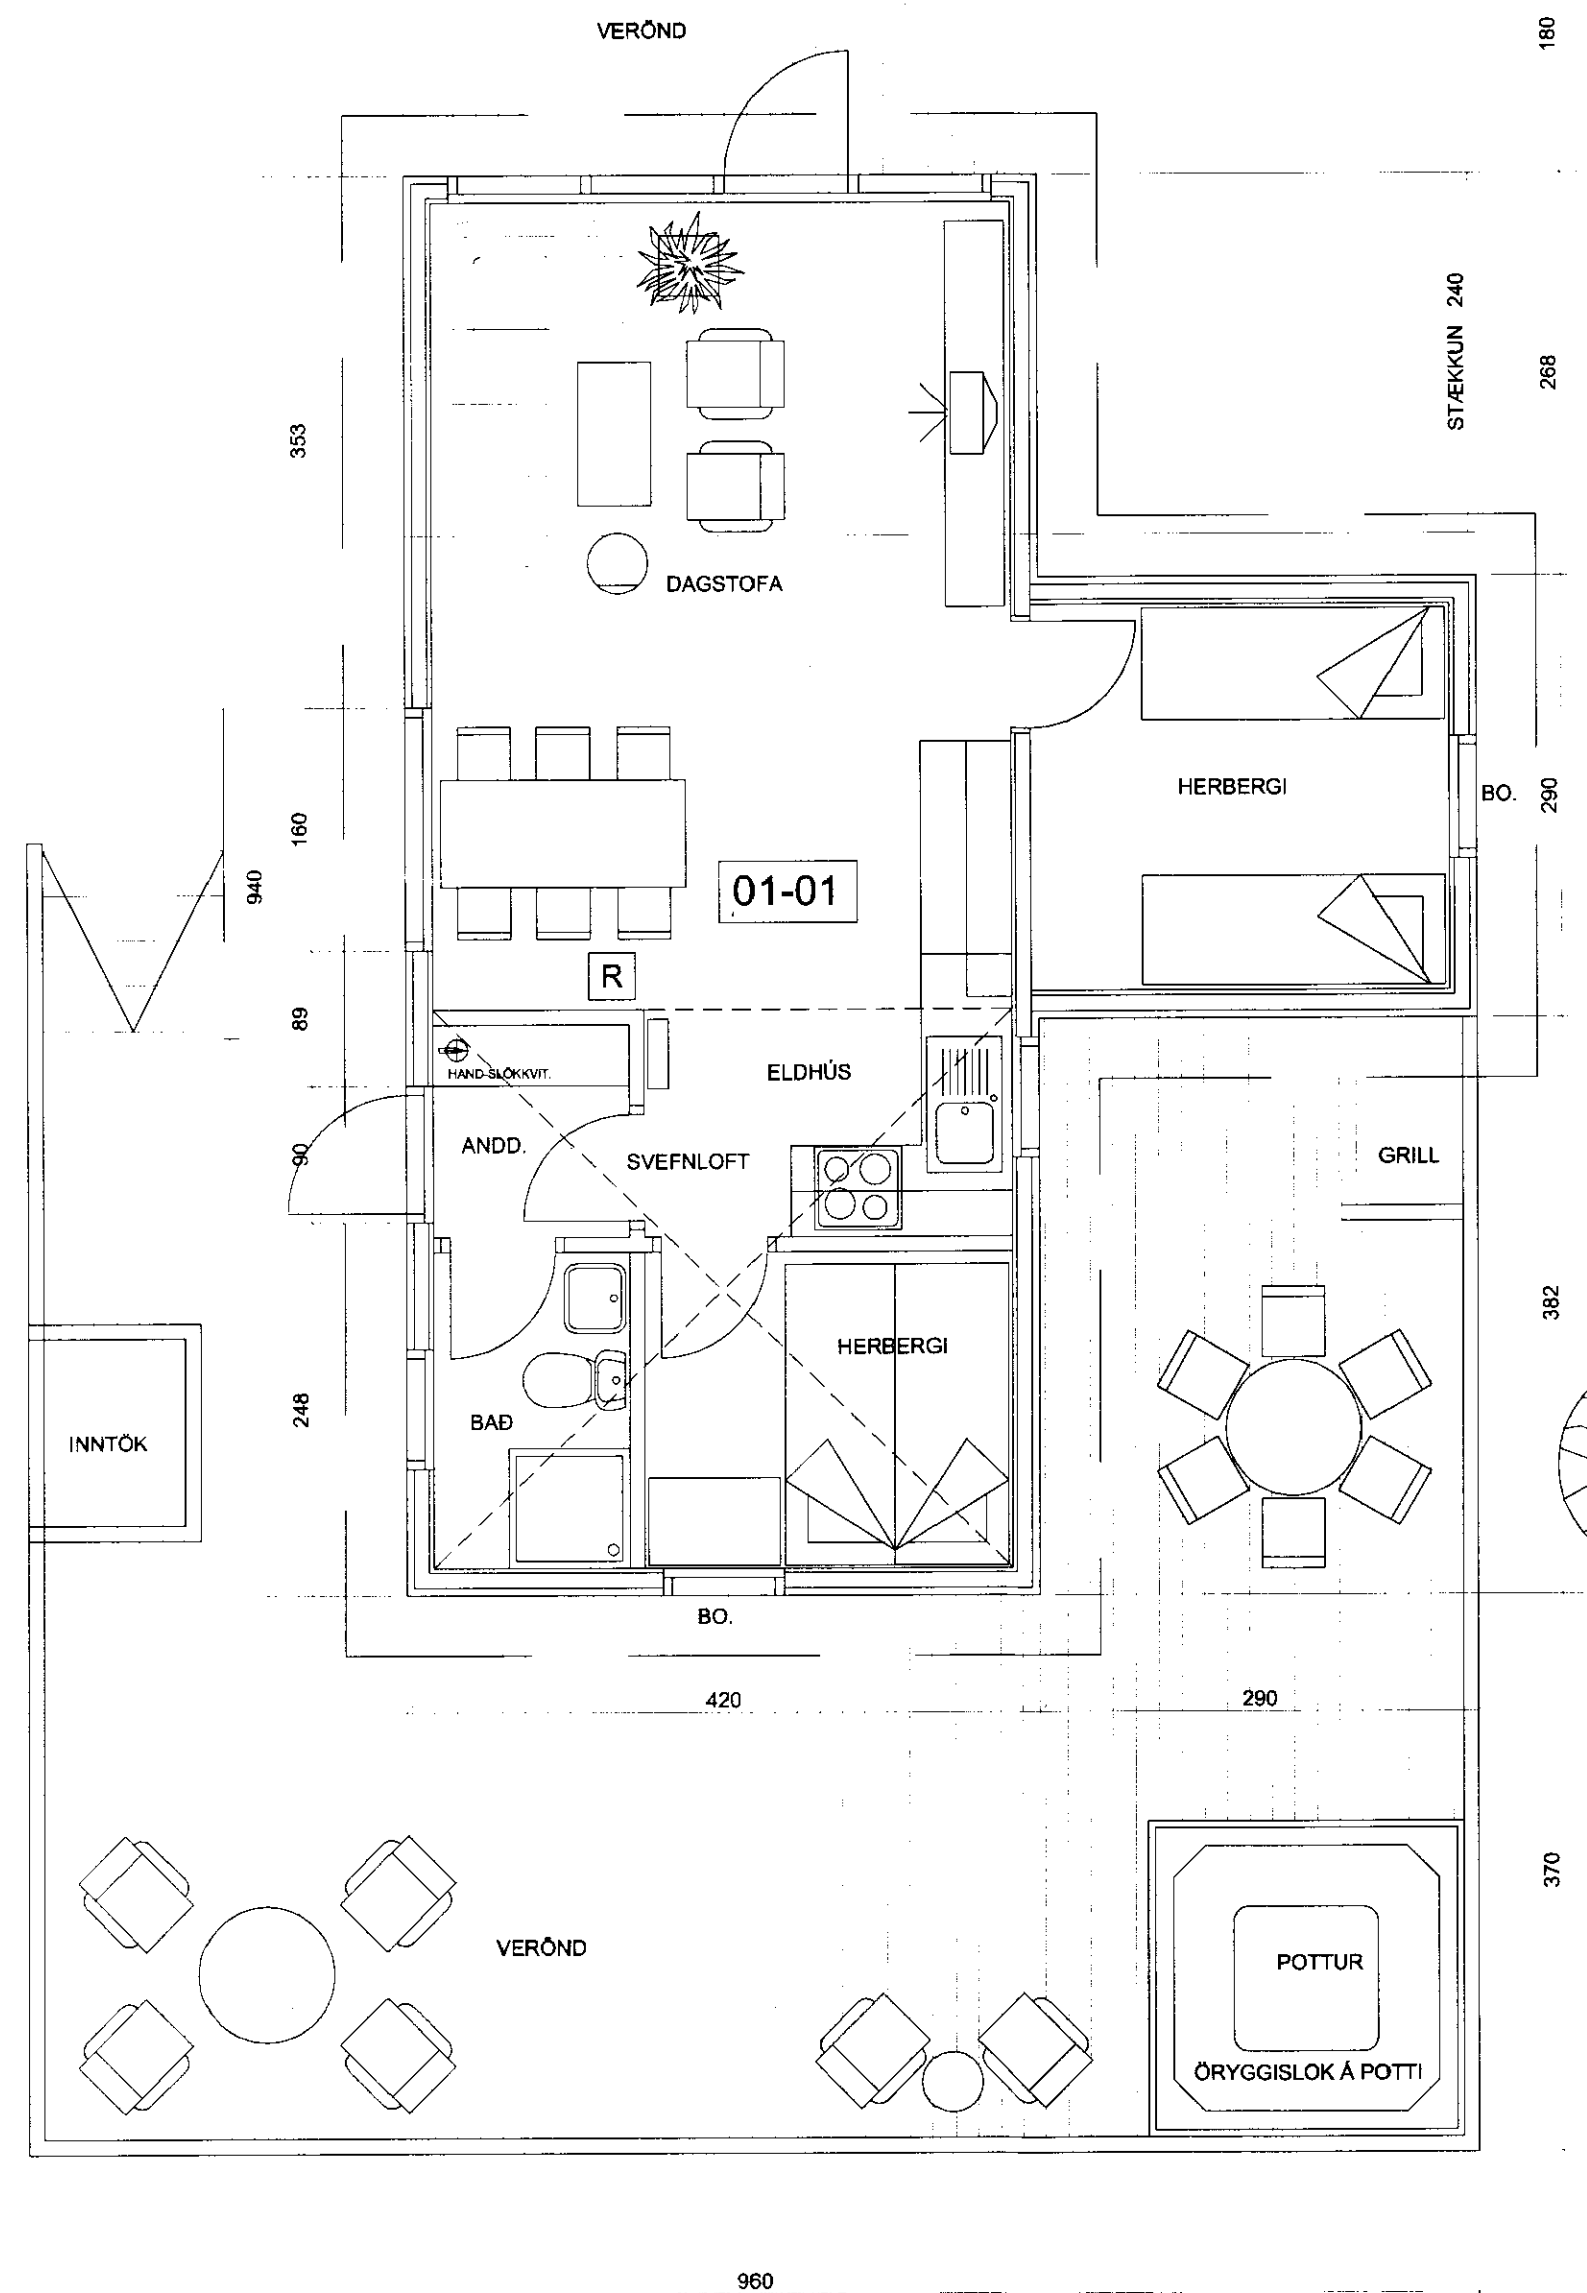 VERÖND
180
STÆKKUN 240
268
353
DAGSTOFA
HERBERGI
BO.
290
160
940
01-01
R
89
HAND-SLÖKKVIT.
ELDHÚS
ANDD.
90
SVEFNLOFT
GRILL
382
HERBERGI
248
BAÐ
INNTÖK
BO.
420
290
370
VERÖND
POTTUR
ÖRYGGISLOK Á POTTI
960